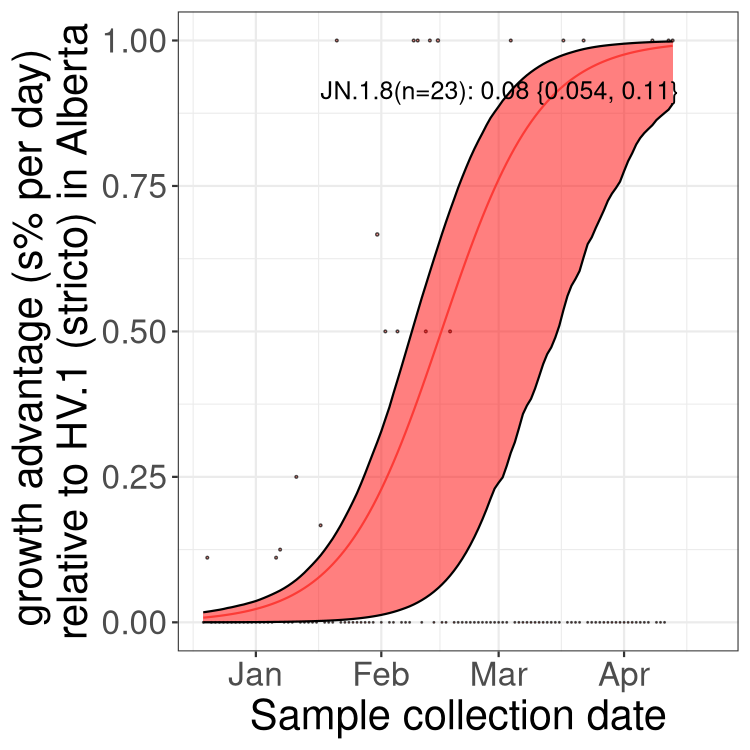 growth advantage (s% per day)
relative to HV.1 (stricto) in Alberta
1.00
0.75
0.50
0.25
0.00
JN.1.8(n=23): 0.08 {0.054, 0.11}
Jan Feb Mar Apr
Sample collection date